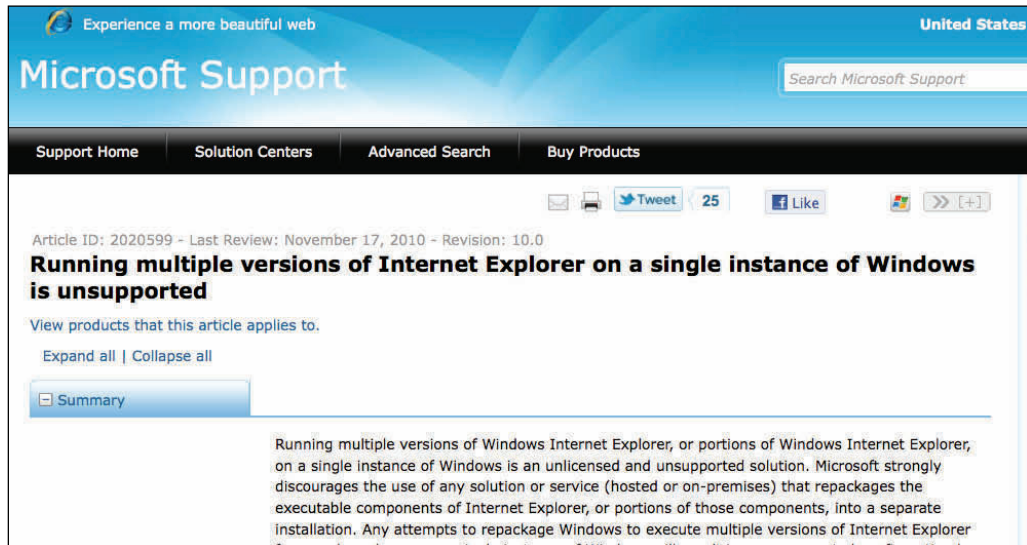 Experience a more beautiful web
United States
Microsoft Support
Search Microsoft Support
Support Home Solution Centers Advanced Search Buy Products
Tweet 25 Like [+]
Article ID: 2020599 - Last Review: November 17, 2010 - Revision: 10.0
Running multiple versions of Internet Explorer on a single instance of Windows
is unsupported
View products that this article applies to.
Expand all | Collapse all
Summary
Running multiple versions of Windows Internet Explorer, or portions of Windows Internet Explorer,
on a single instance of Windows is an unlicensed and unsupported solution. Microsoft strongly
discourages the use of any solution or service (hosted or on-premises) that repackages the
executable components of Internet Explorer, or portions of those components, into a separate
installation. Any attempts to repackage Windows to execute multiple versions of Internet Explorer